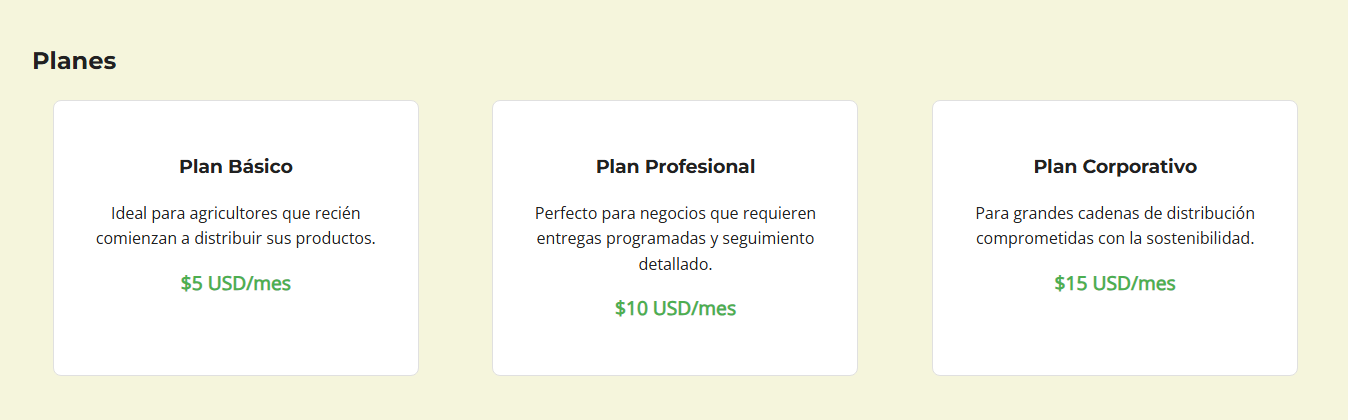 Planes
Plan Básico
Ideal para agricultores que recién
comienzan a distribuir sus productos.
$5 USD/mes
Plan Profesional
Perfecto para negocios que requieren
entregas programadas y seguimiento
detallado.
$10 USD/mes
Plan Corporativo
Para grandes cadenas de distribución
comprometidas con la sostenibilidad.
$15 USD/mes